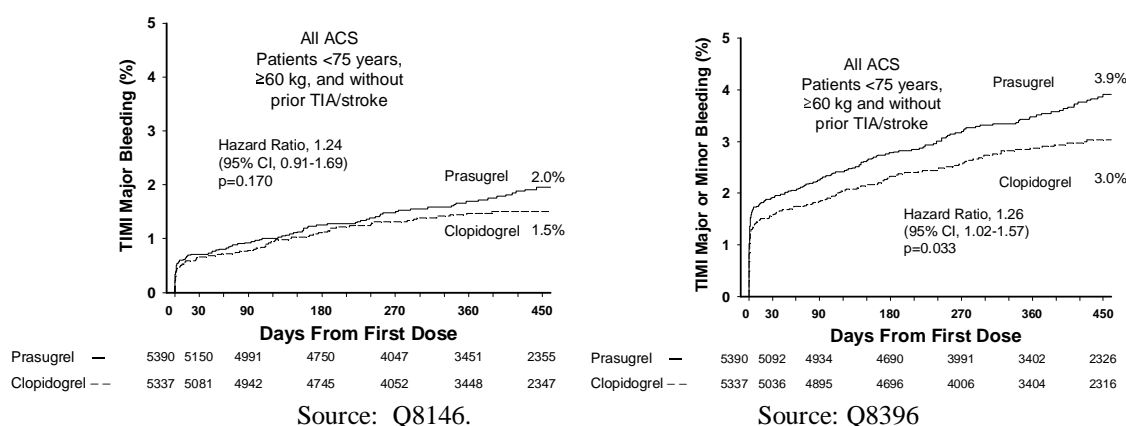 5
4
3
2
1
0
TIMI Major Bleeding (%)
All ACS
Patients <75 years,
≥60 kg, and without
prior TIA/stroke
Hazard Ratio, 1.24
(95% CI, 0.91-1.69)
p=0.170
Prasugrel 2.0%
Clopidogrel 1.5%
0 30 90 180 270 360 450
Days From First Dose
Prasugrel — 5390 5150 4991 4750 4047 3451 2355
Clopidogrel – – 5337 5081 4942 4745 4052 3448 2347
Source: Q8146.
5
4
3
2
1
0
TIMI Major or Minor Bleeding (%)
All ACS
Patients <75 years,
≥60 kg and without
prior TIA/stroke
Prasugrel 3.9%
Clopidogrel 3.0%
Hazard Ratio, 1.26
(95% CI, 1.02-1.57)
p=0.033
0 30 90 180 270 360 450
Days From First Dose
Prasugrel — 5390 5092 4934 4690 3991 3402 2326
Clopidogrel – – 5337 5036 4895 4696 4006 3404 2316
Source: Q8396